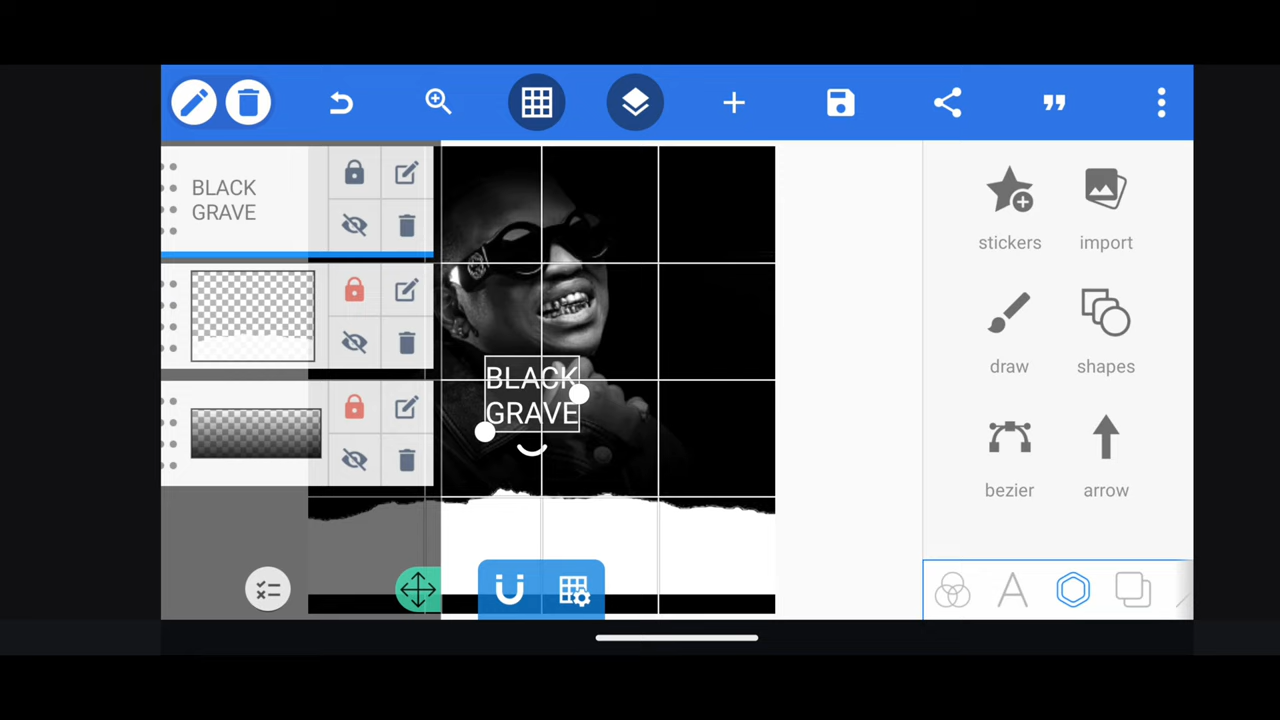 BLACK
GRAVE
BLACK
GRAVE
stickers
import
draw
shapes
bezier
arrow